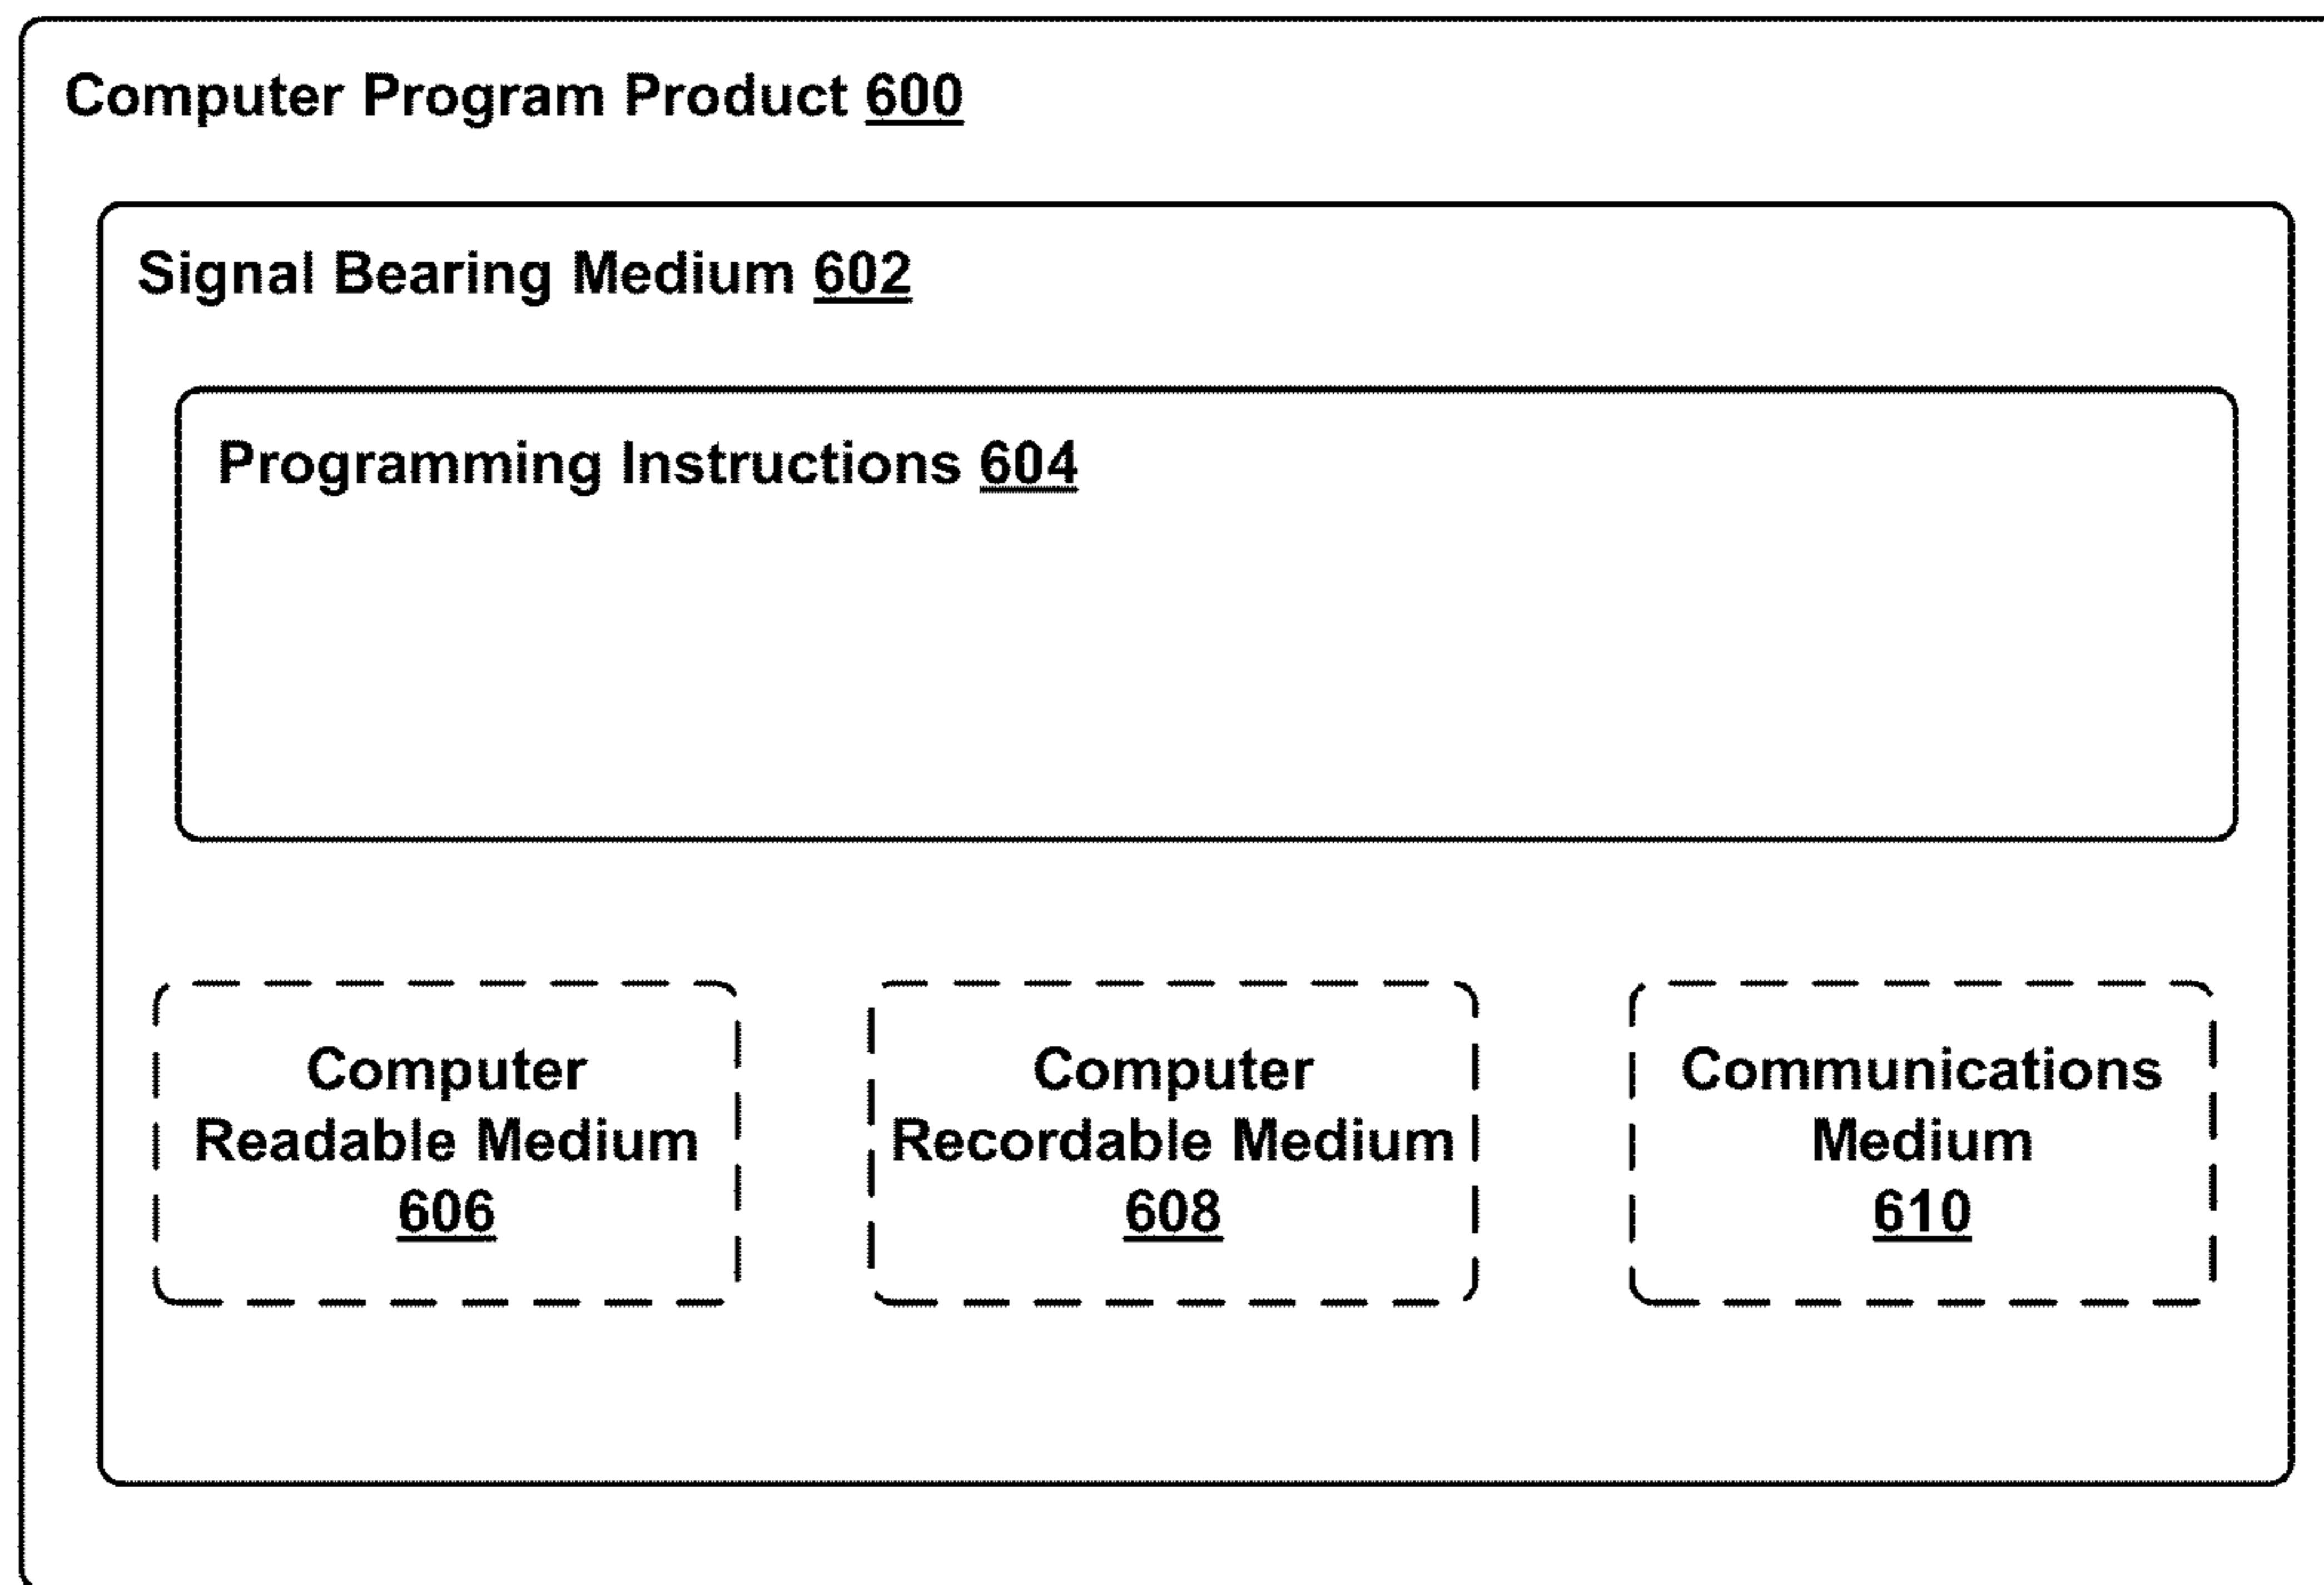 Computer Program Product 600
Signal Bearing Medium 602
Programming Instructions 604
Computer
Readable Medium
606
Computer
Recordable Medium
608
Communications
Medium
610